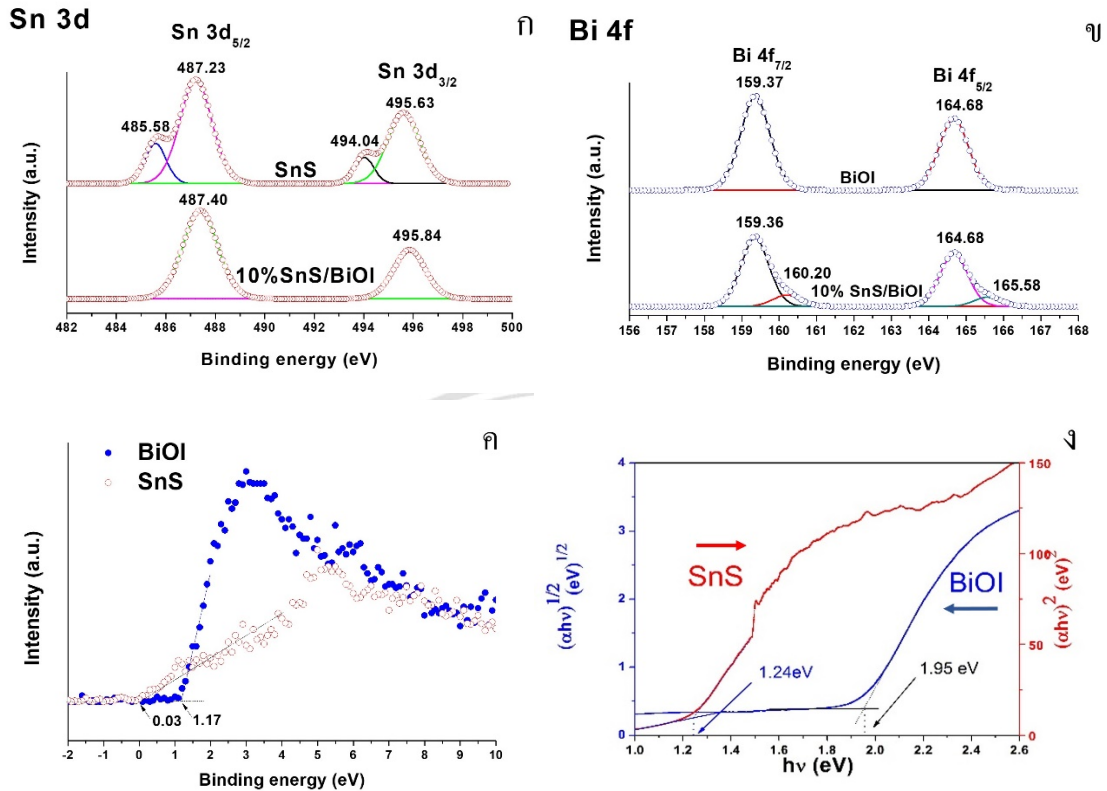 Sn 3d
ก
Sn 3d5/2
487.23
Sn 3d3/2
495.63
485.58
494.04
SnS
487.40
495.84
10%SnS/BiOI
Intensity (a.u.)
482 484 486 488 490 492 494 496 498 500
Binding energy (eV)
Bi 4f
ข
Bi 4f7/2
159.37
Bi 4f5/2
164.68
BiOI
159.36
164.68
160.20
165.58
10% SnS/BiOI
Intensity (a.u.)
156 157 158 159 160 161 162 163 164 165 166 167 168
Binding energy (eV)
ค
BiOI
SnS
0.03
1.17
Intensity (a.u.)
-2 -1 0 1 2 3 4 5 6 7 8 9 10
Binding energy (eV)
ง
4
3
2
1
0
(αhν)1/2 (eV)1/2
150
100
50
0
(αhν)2 (eV)2
SnS
BiOI
1.24eV
1.95 eV
1.0 1.2 1.4 1.6 1.8 2.0 2.2 2.4 2.6
hν (eV)